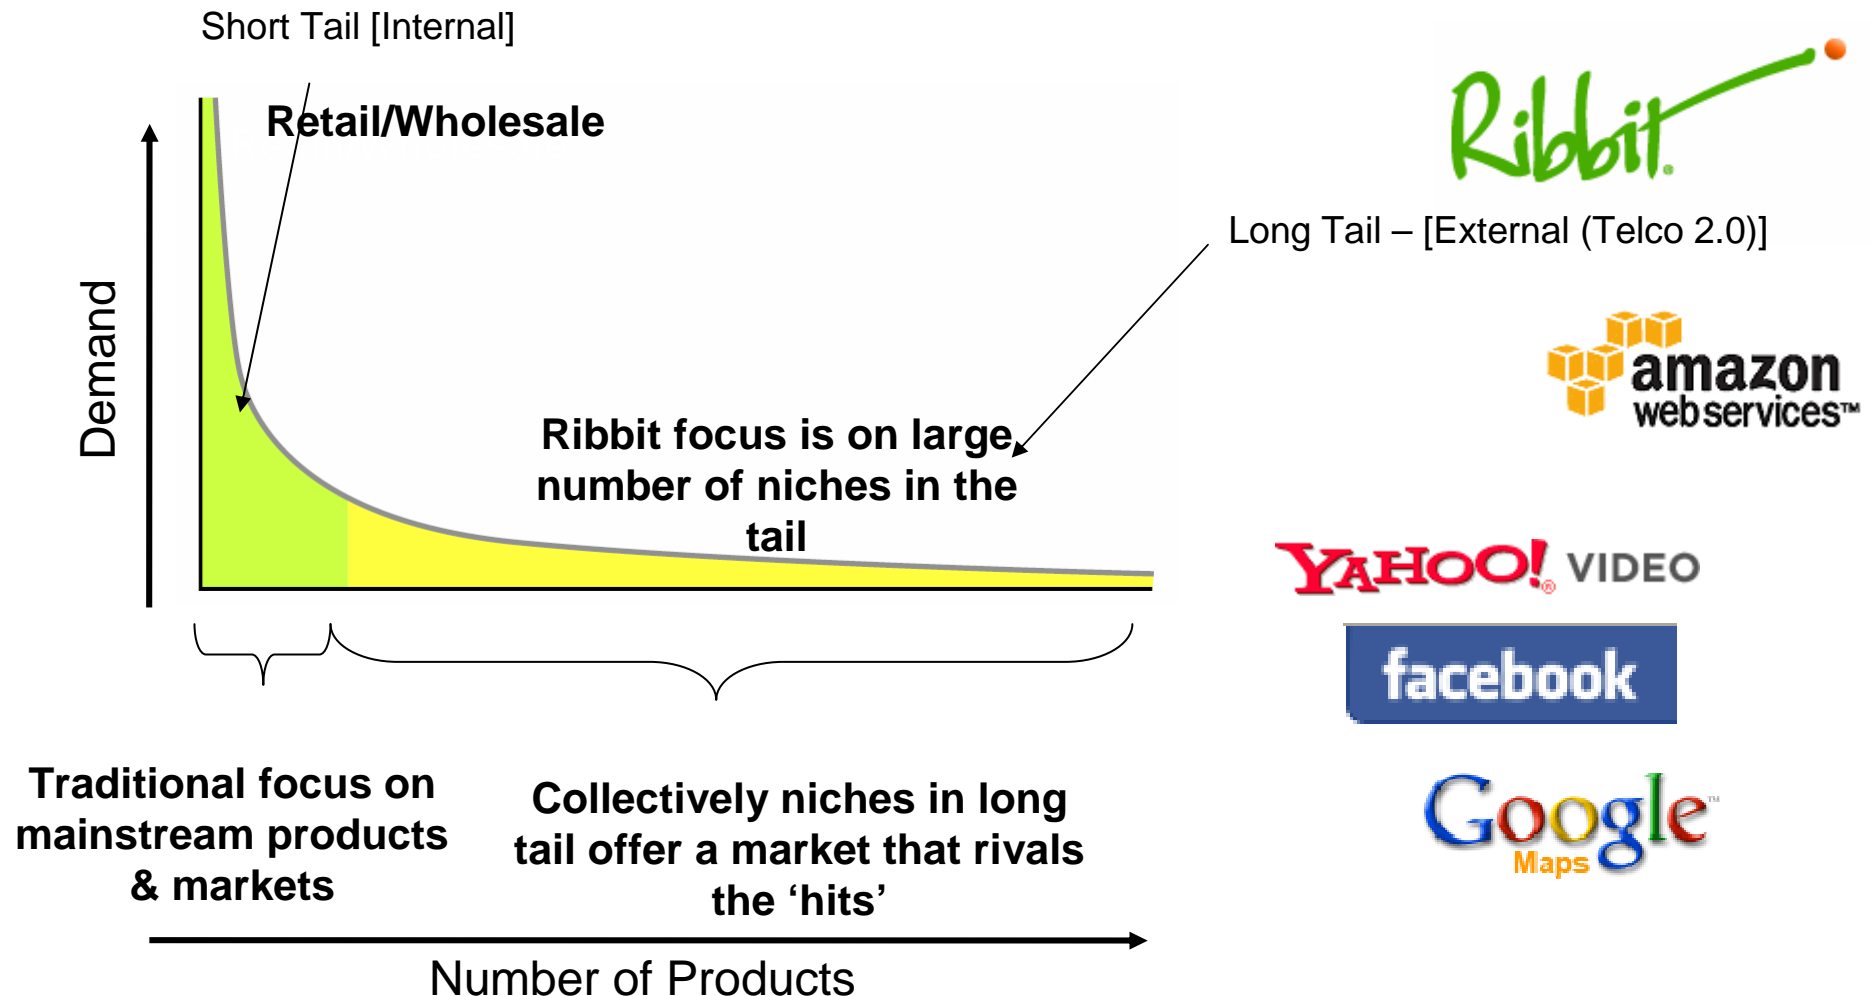 Short Tail [Internal]
Retail/Wholesale
Ribbit®
Long Tail – [External (Telco 2.0)]
Demand
amazon
webservices™
Ribbit focus is on large
number of niches in the
tail
YAHOO!® VIDEO
facebook
Traditional focus on
mainstream products
& markets
Collectively niches in long
tail offer a market that rivals
the ‘hits’
Google™
Maps
Number of Products